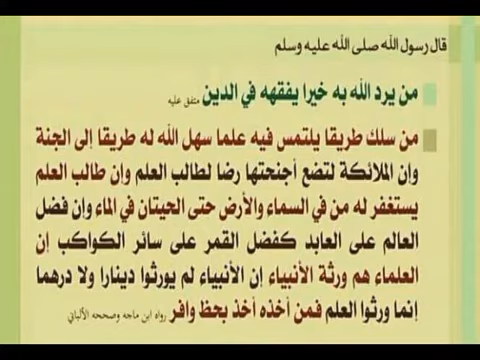 قال رسول الله صلى الله عليه وسلم
من يرد الله به خيرا يفقهه في الدين متفق عليه
من سلك طريقا يلتمس فيه علما سهل الله له طريقا إلى الجنة
وإن الملائكة لتضع أجنحتها رضا لطالب العلم وإن طالب العلم
يستغفر له من في السماء والأرض حتى الحيتان في الماء وإن فضل
العالم على العابد كفضل القمر على سائر الكواكب إن
العلماء هم ورثة الأنبياء إن الأنبياء لم يورثوا دينارا ولا درهما
إنما ورثوا العلم فمن أخذه أخذ بحظ وافر رواه ابن ماجه وصححه الألباني